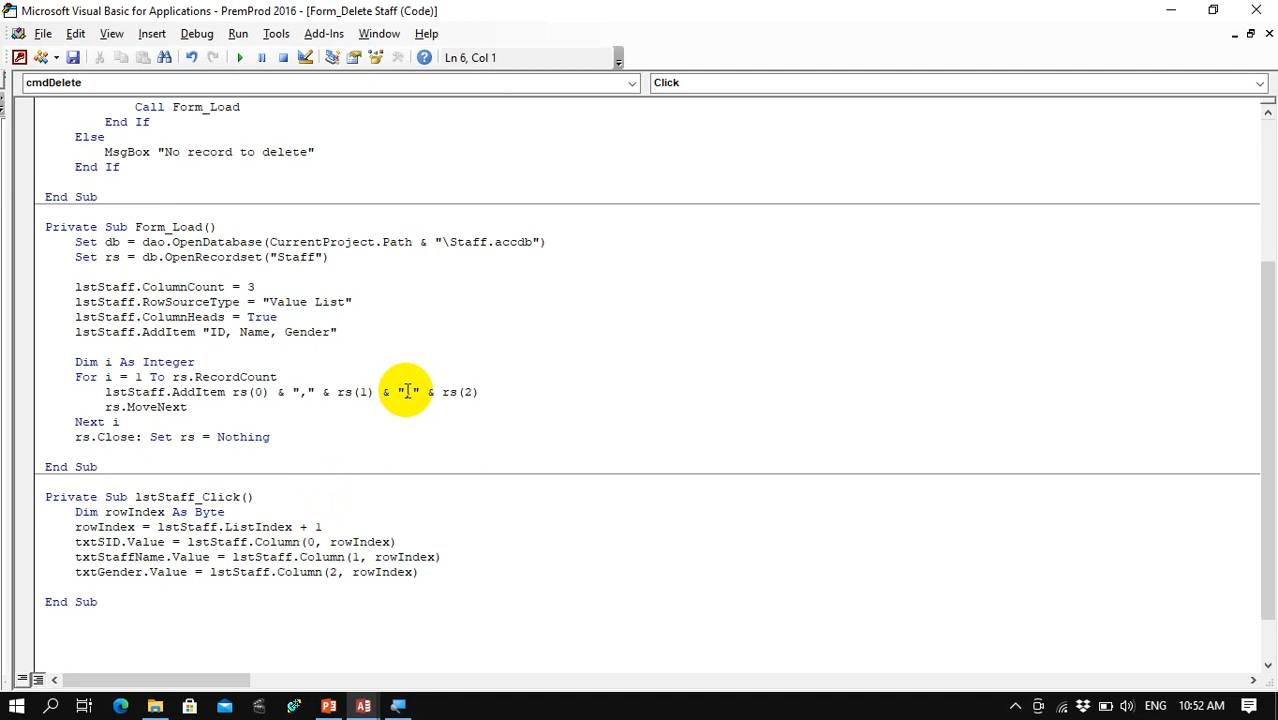 Microsoft Visual Basic for Applications - PremProd 2016 - [Form_Delete Staff (Code)]
File Edit View Insert Debug Run Tools Add-Ins Window Help
Ln 6, Col 1
cmdDelete Click
Call Form_Load
End If
Else
MsgBox "No record to delete"
End If
End Sub
Private Sub Form_Load()
Set db = dao.OpenDatabase(CurrentProject.Path & "\Staff.accdb")
Set rs = db.OpenRecordset("Staff")
lstStaff.ColumnCount = 3
lstStaff.RowSourceType = "Value List"
lstStaff.ColumnHeads = True
lstStaff.AddItem "ID, Name, Gender"
Dim i As Integer
For i = 1 To rs.RecordCount
lstStaff.AddItem rs(0) & "," & rs(1) & "," & rs(2)
rs.MoveNext
Next i
rs.Close: Set rs = Nothing
End Sub
Private Sub lstStaff_Click()
Dim rowIndex As Byte
rowIndex = lstStaff.ListIndex + 1
txtSID.Value = lstStaff.Column(0, rowIndex)
txtStaffName.Value = lstStaff.Column(1, rowIndex)
txtGender.Value = lstStaff.Column(2, rowIndex)
End Sub
ENG 10:52 AM